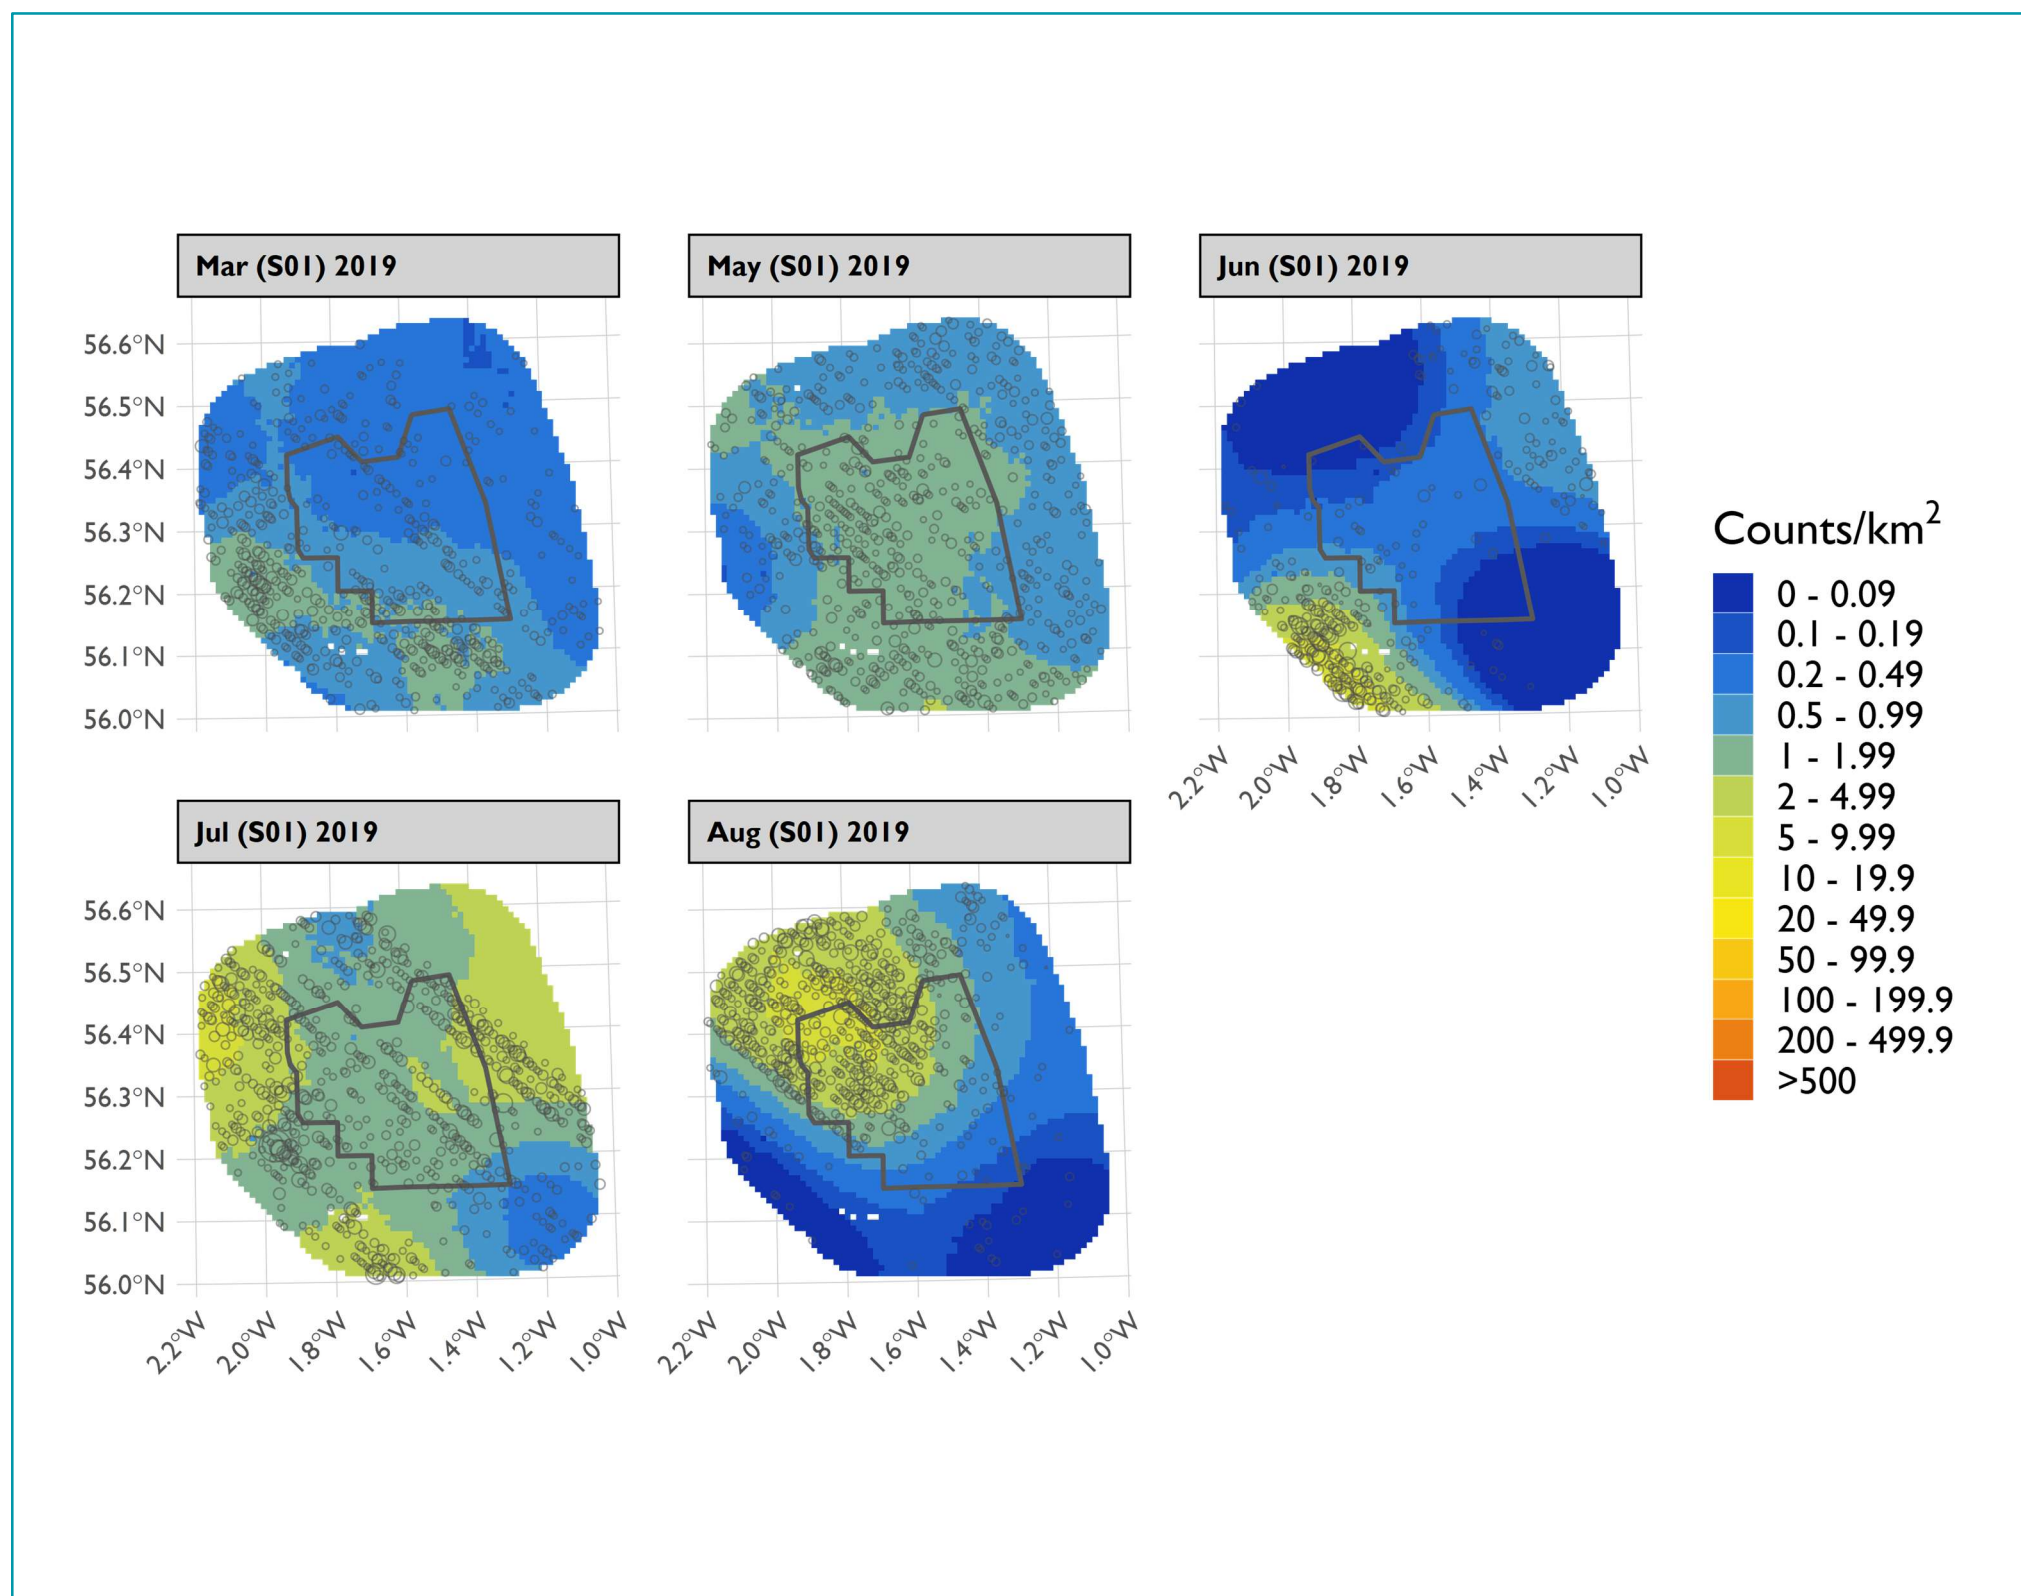 Mar (S01) 2019
May (S01) 2019
Jun (S01) 2019
56.6°N
56.5°N
56.4°N
56.3°N
56.2°N
56.1°N
56.0°N
2.2°W 2.0°W 1.8°W 1.6°W 1.4°W 1.2°W 1.0°W
Jul (S01) 2019
Aug (S01) 2019
56.6°N
56.5°N
56.4°N
56.3°N
56.2°N
56.1°N
56.0°N
2.2°W 2.0°W 1.8°W 1.6°W 1.4°W 1.2°W 1.0°W
2.2°W 2.0°W 1.8°W 1.6°W 1.4°W 1.2°W 1.0°W
Counts/km²
0 - 0.09
0.1 - 0.19
0.2 - 0.49
0.5 - 0.99
1 - 1.99
2 - 4.99
5 - 9.99
10 - 19.9
20 - 49.9
50 - 99.9
100 - 199.9
200 - 499.9
>500